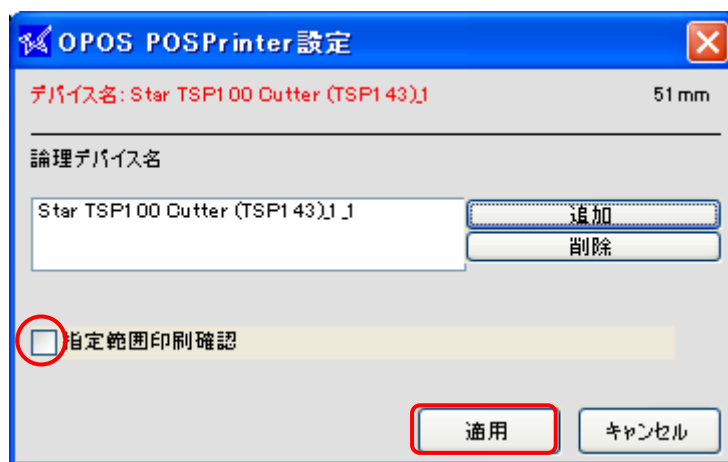 OPOS POSPrinter設定
デバイス名: Star TSP100 Cutter (TSP143)_1 51 mm
論理デバイス名
Star TSP100 Cutter (TSP143)_1_1
追加
削除
指定範囲印刷確認
適用 キャンセル